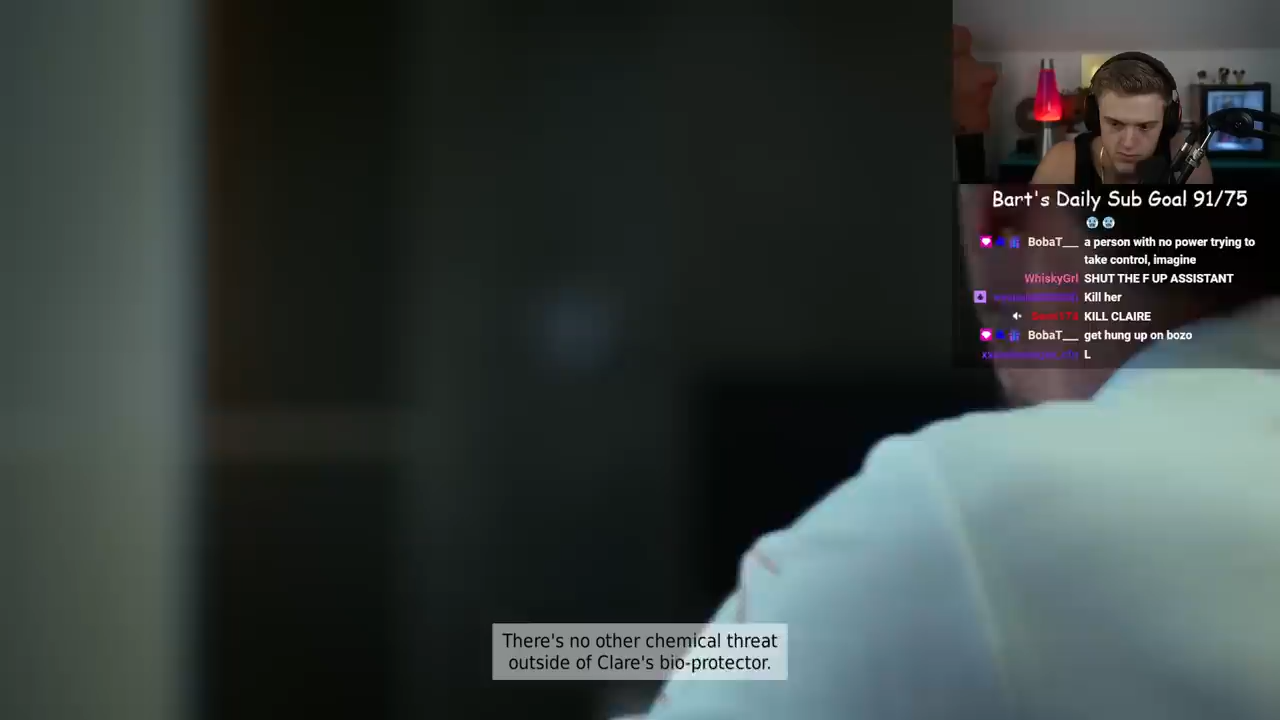 Bart's Daily Sub Goal 91/75
BobaT___ a person with no power trying to
take control, imagine
WhiskyGrl SHUT THE F UP ASSISTANT
Kill her
KILL CLAIRE
BobaT___ get hung up on bozo
L
There's no other chemical threat
outside of Clare's bio-protector.